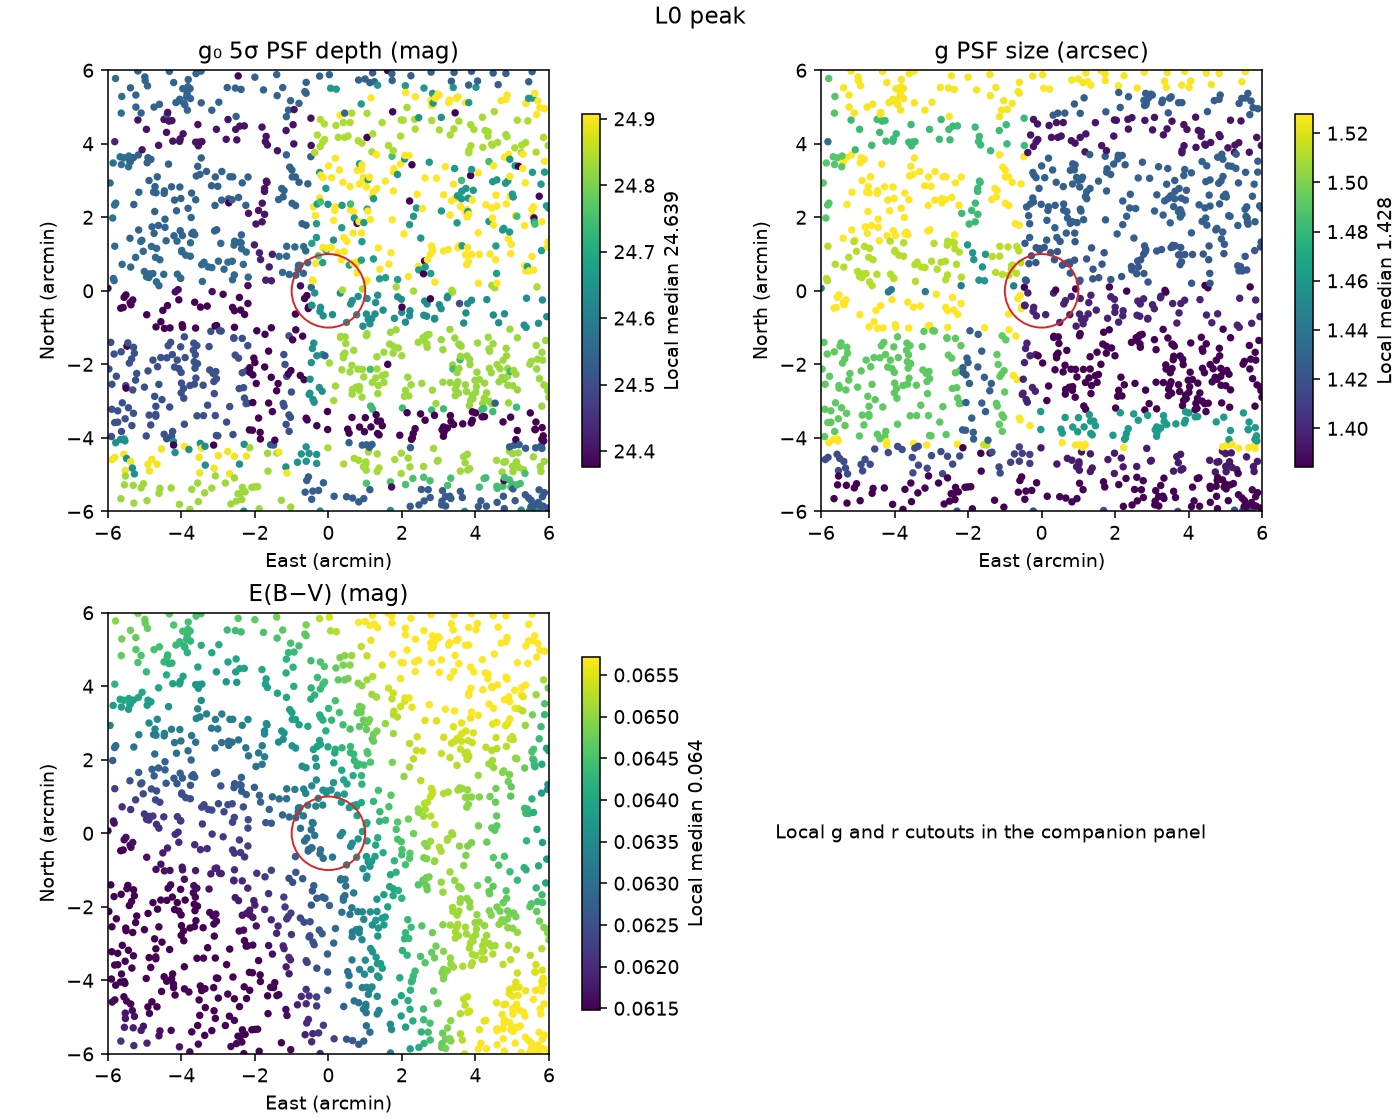 L0 peak
g₀ 5σ PSF depth (mag)
6
4
2
0
−2
−4
−6
−6 −4 −2 0 2 4 6
East (arcmin)
North (arcmin)
24.9
24.8
24.7
24.6
24.5
24.4
Local median 24.639
g PSF size (arcsec)
6
4
2
0
−2
−4
−6
−6 −4 −2 0 2 4 6
East (arcmin)
North (arcmin)
1.52
1.50
1.48
1.46
1.44
1.42
1.40
Local median 1.428
E(B−V) (mag)
6
4
2
0
−2
−4
−6
−6 −4 −2 0 2 4 6
East (arcmin)
North (arcmin)
0.0655
0.0650
0.0645
0.0640
0.0635
0.0630
0.0625
0.0620
0.0615
Local median 0.064
Local g and r cutouts in the companion panel